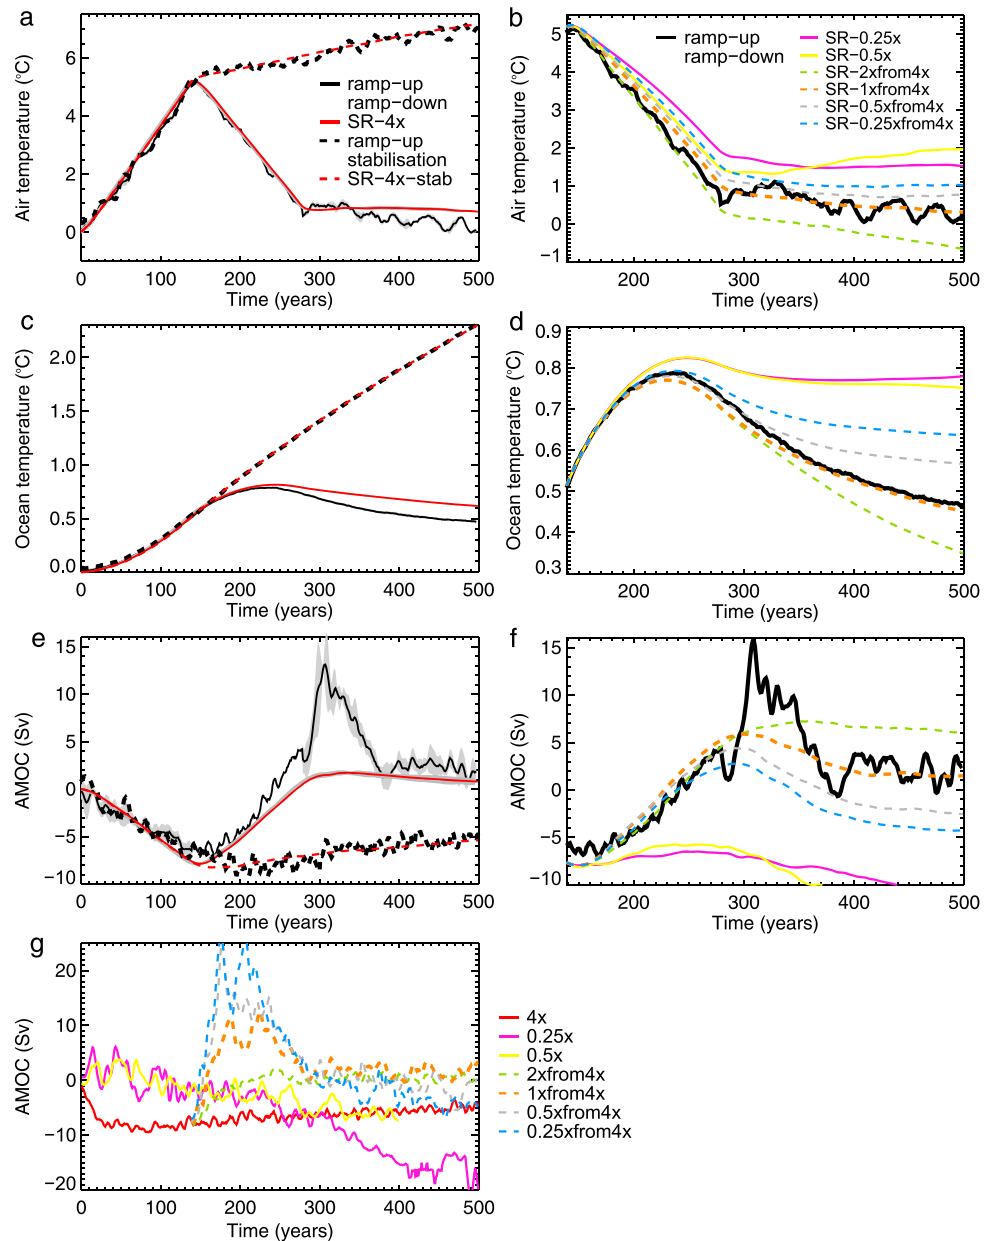 a
Air temperature (°C)
0
2
4
6
0
100
200
300
400
500
Time (years)
ramp−up
ramp−down
SR−4x
ramp−up
stabilisation
SR−4x−stab
b
Air temperature (°C)
−1
0
1
2
3
4
5
200
300
400
500
Time (years)
ramp−up
ramp−down
SR−0.25x
SR−0.5x
SR−2xfrom4x
SR−1xfrom4x
SR−0.5xfrom4x
SR−0.25xfrom4x
c
Ocean temperature (°C)
0.0
0.5
1.0
1.5
2.0
0
100
200
300
400
500
Time (years)
d
Ocean temperature (°C)
0.3
0.4
0.5
0.6
0.7
0.8
0.9
200
300
400
500
Time (years)
e
AMOC (Sv)
−10
−5
0
5
10
15
0
100
200
300
400
500
Time (years)
f
AMOC (Sv)
−10
−5
0
5
10
15
200
300
400
500
Time (years)
g
AMOC (Sv)
−20
−10
0
10
20
0
100
200
300
400
500
Time (years)
4x
0.25x
0.5x
2xfrom4x
1xfrom4x
0.5xfrom4x
0.25xfrom4x